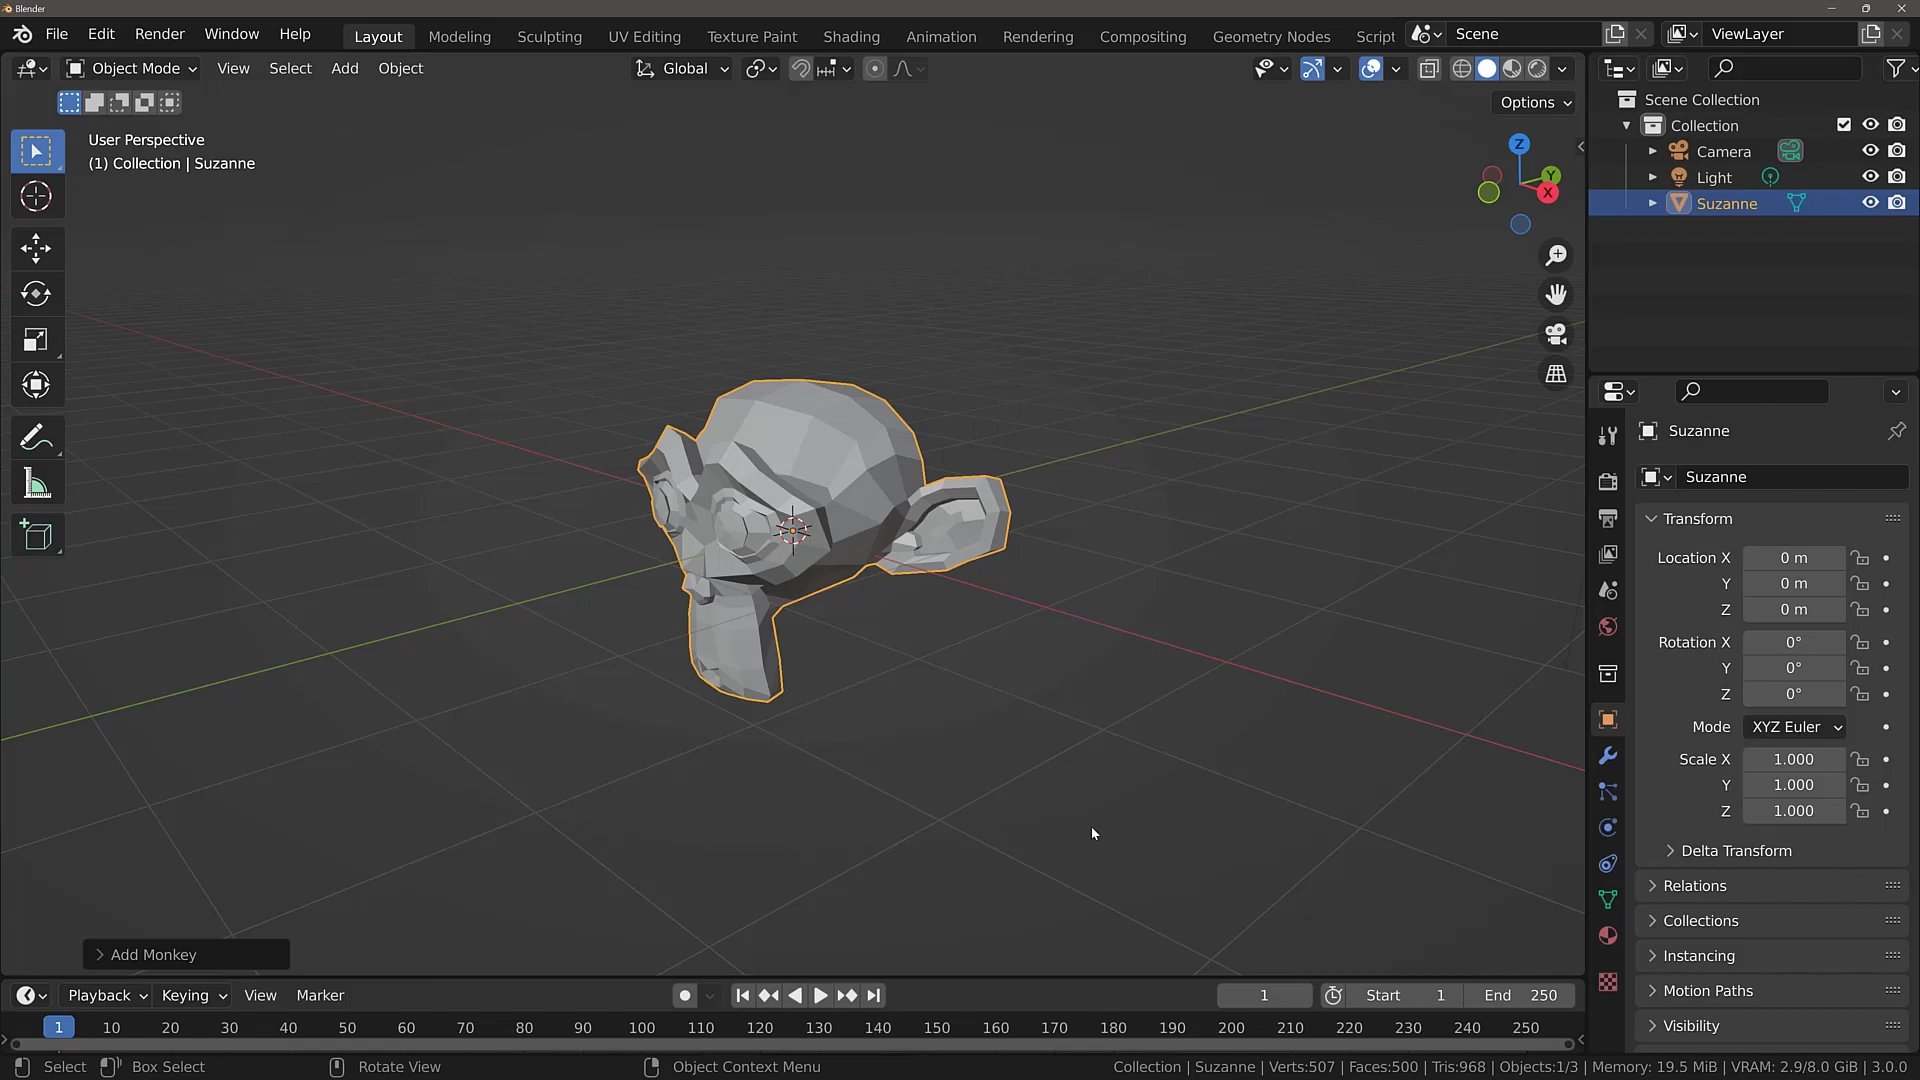 Blender
File Edit Render Window Help
Layout Modeling Sculpting UV Editing Texture Paint Shading Animation Rendering Compositing Geometry Nodes Script
Scene
ViewLayer
Object Mode View Select Add Object
Global
Options
User Perspective
(1) Collection | Suzanne
Z
Y
X
Scene Collection
Collection
Camera
Light
Suzanne
Suzanne
Suzanne
Transform
Location X 0 m
Y 0 m
Z 0 m
Rotation X 0°
Y 0°
Z 0°
Mode XYZ Euler
Scale X 1.000
Y 1.000
Z 1.000
Delta Transform
Relations
Collections
Instancing
Motion Paths
Visibility
Add Monkey
Playback Keying View Marker
1 Start 1 End 250
1 10 20 30 40 50 60 70 80 90 100 110 120 130 140 150 160 170 180 190 200 210 220 230 240 250
Select Box Select Rotate View Object Context Menu
Collection | Suzanne | Verts:507 | Faces:500 | Tris:968 | Objects:1/3 | Memory: 19.5 MiB | VRAM: 2.9/8.0 GiB | 3.0.0